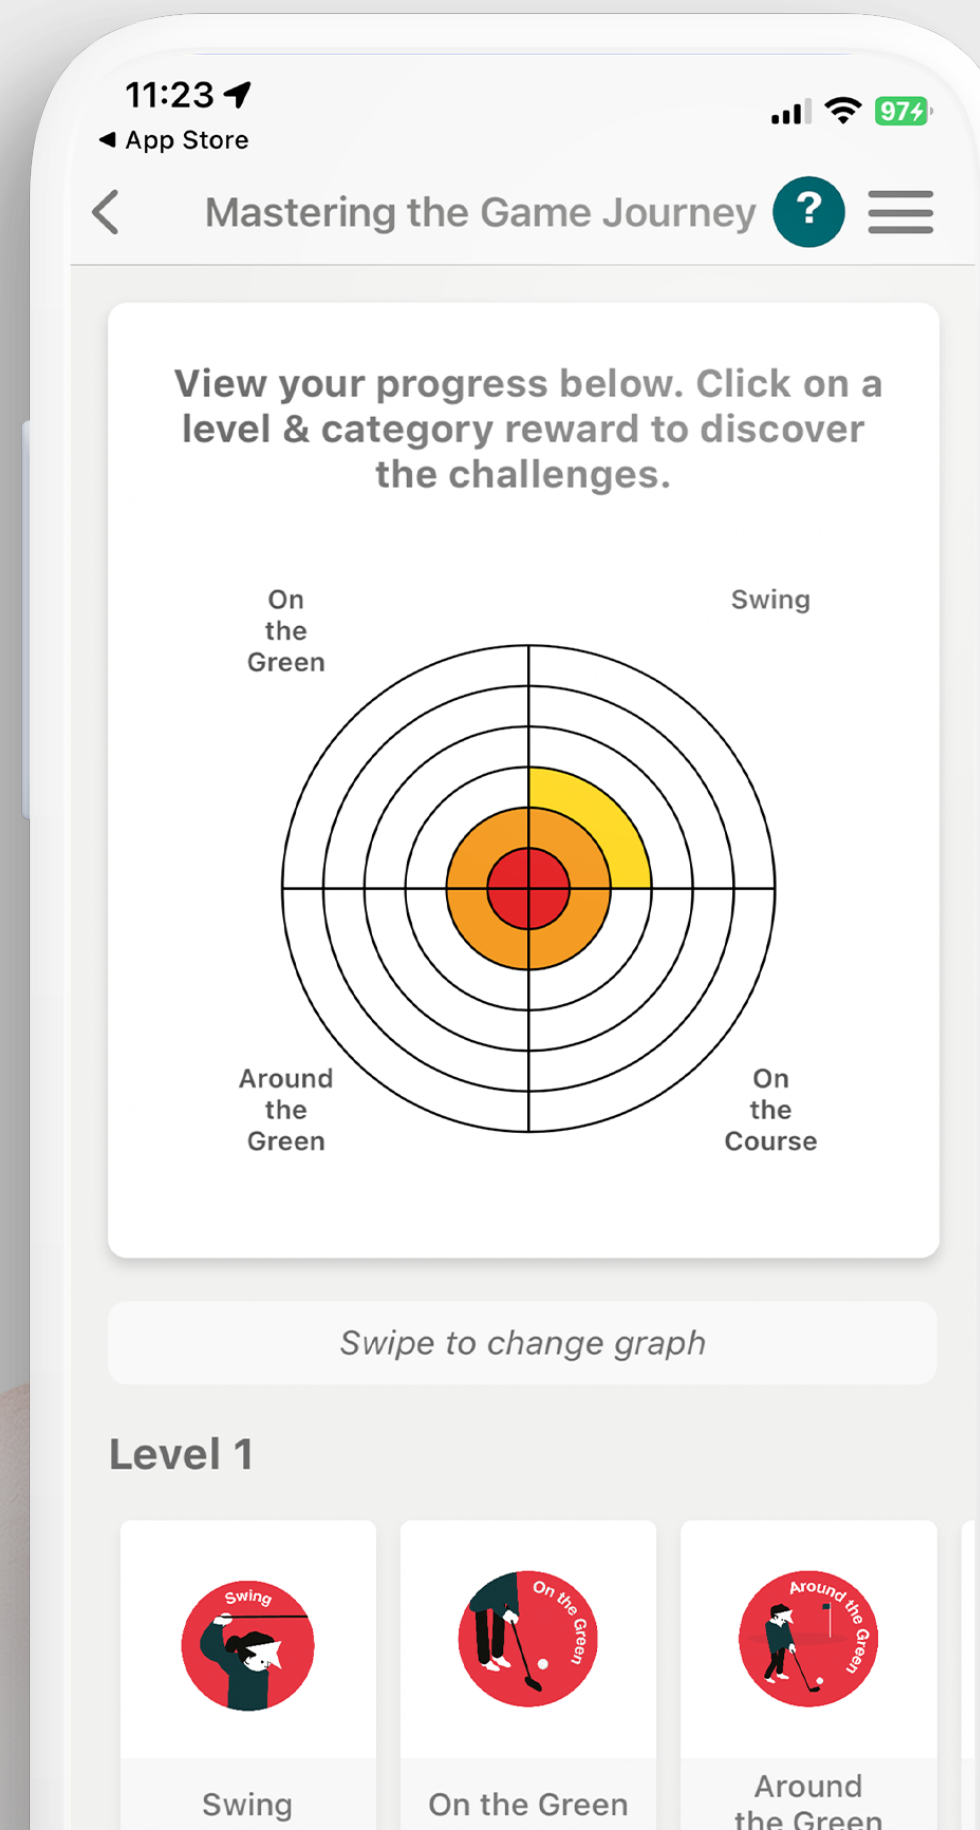 11:23
97
◀ App Store
Mastering the Game Journey
?
View your progress below. Click on a
level & category reward to discover
the challenges.
On
the
Green
Swing
Around
the
Green
On
the
Course
Swipe to change graph
Level 1
Swing
On the Green
Around the Green
Swing
On the Green
Around
the Green